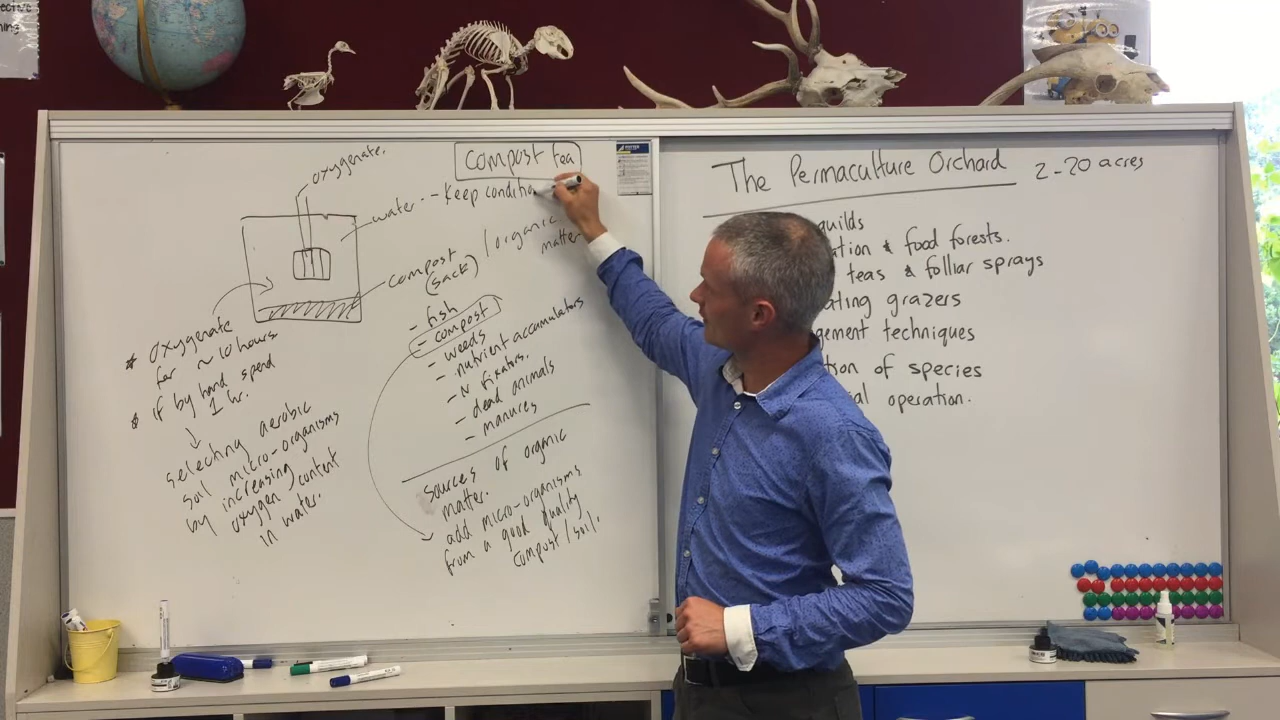 compost tea
oxygenate.
water. - Keep conditio
compost
(sack)
/ organic
matter
oxygenate
for ~ 10 hours
if by hand spend
1 hr.
selecting aerobic
soil micro-organisms
by increasing
oxygen content
in water.
- fish
- compost
- weeds
- nutrient accumulators
- N fixators.
- dead animals
- manures
Sources of organic
matter.
add micro-organisms
from a good quality
compost / soil.
The Permaculture Orchard 2-20 acres
guilds
ation & food forests.
teas & folliar sprays
ating grazers
gement techniques
tion of species
al operation.